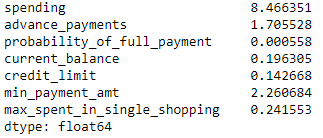 spending 8.466351
advance_payments 1.705528
probability_of_full_payment 0.000558
current_balance 0.196305
credit_limit 0.142668
min_payment_amt 2.260684
max_spent_in_single_shopping 0.241553
dtype: float64